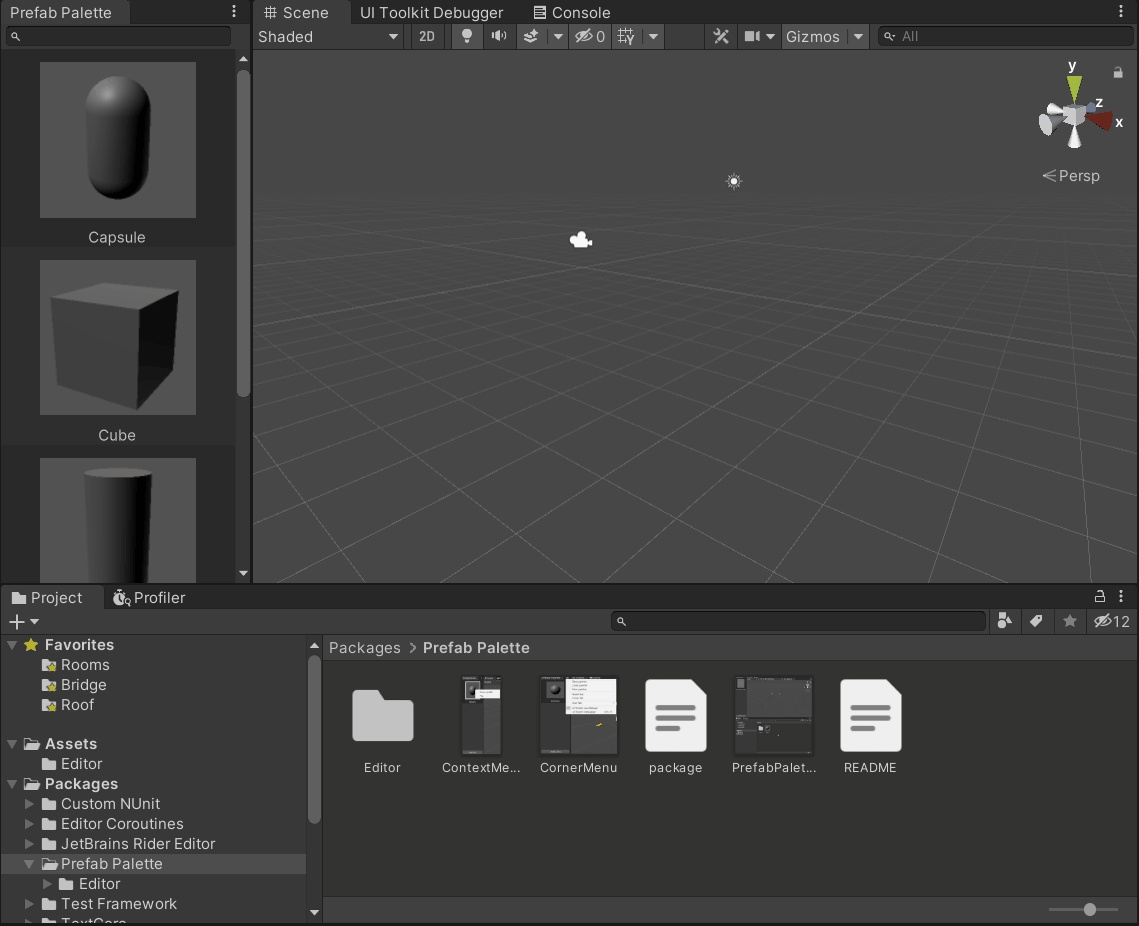 Prefab Palette
Scene
UI Toolkit Debugger
Console
Shaded
2D
0
Gizmos
All
Capsule
Cube
y
z
x
Persp
Project
Profiler
12
Favorites
Rooms
Bridge
Roof
Assets
Editor
Packages
Custom NUnit
Editor Coroutines
JetBrains Rider Editor
Prefab Palette
Editor
Test Framework
TextCore
Packages > Prefab Palette
Editor
ContextMe...
CornerMenu
package
PrefabPalet...
README